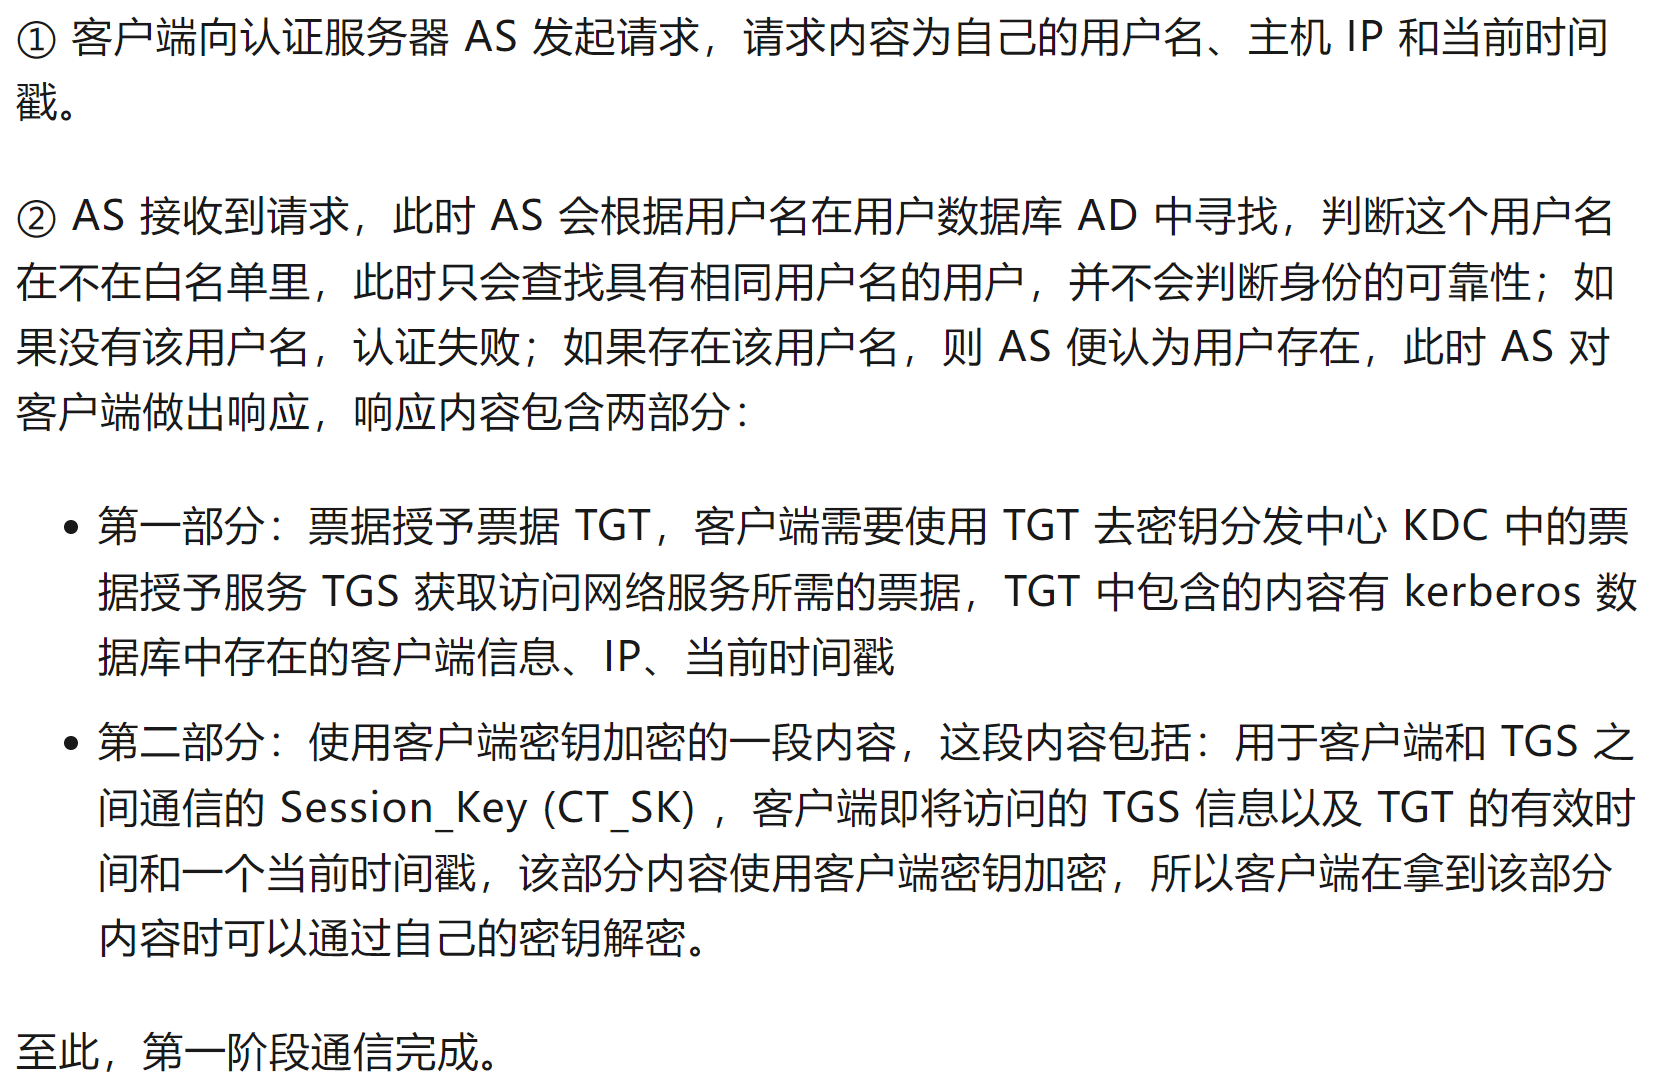 ① 客户端向认证服务器 AS 发起请求，请求内容为自己的用户名、主机 IP 和当前时间
戳。
② AS 接收到请求，此时 AS 会根据用户名在用户数据库 AD 中寻找，判断这个用户名
在不在白名单里，此时只会查找具有相同用户名的用户，并不会判断身份的可靠性；如
果没有该用户名，认证失败；如果存在该用户名，则 AS 便认为用户存在，此时 AS 对
客户端做出响应，响应内容包含两部分：
• 第一部分：票据授予票据 TGT，客户端需要使用 TGT 去密钥分发中心 KDC 中的票
据授予服务 TGS 获取访问网络服务所需的票据，TGT 中包含的内容有 kerberos 数
据库中存在的客户端信息、IP、当前时间戳
• 第二部分：使用客户端密钥加密的一段内容，这段内容包括：用于客户端和 TGS 之
间通信的 Session_Key (CT_SK) ，客户端即将访问的 TGS 信息以及 TGT 的有效时
间和一个当前时间戳，该部分内容使用客户端密钥加密，所以客户端在拿到该部分
内容时可以通过自己的密钥解密。
至此，第一阶段通信完成。